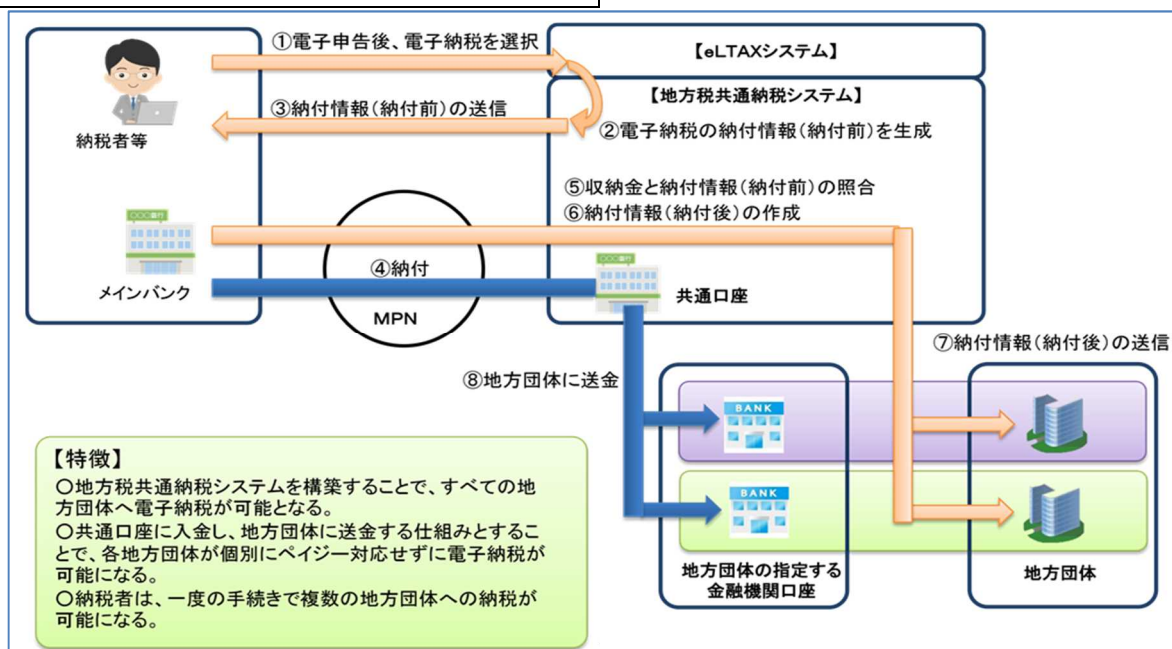 ①電子申告後、電子納税を選択
【eLTAXシステム】
【地方税共通納税システム】
③納付情報(納付前)の送信
②電子納税の納付情報(納付前)を生成
納税者等
⑤収納金と納付情報(納付前)の照合
⑥納付情報(納付後)の作成
〇〇〇銀行
④納付
〇〇〇銀行
メインバンク
共通口座
MPN
⑦納付情報(納付後)の送信
⑧地方団体に送金
BANK
BANK
地方団体の指定する
金融機関口座
地方団体
【特徴】
〇地方税共通納税システムを構築することで、すべての地
方団体へ電子納税が可能となる。
〇共通口座に入金し、地方団体に送金する仕組みとするこ
とで、各地方団体が個別にペイジー対応せずに電子納税が
可能になる。
〇納税者は、一度の手続きで複数の地方団体への納税が
可能になる。